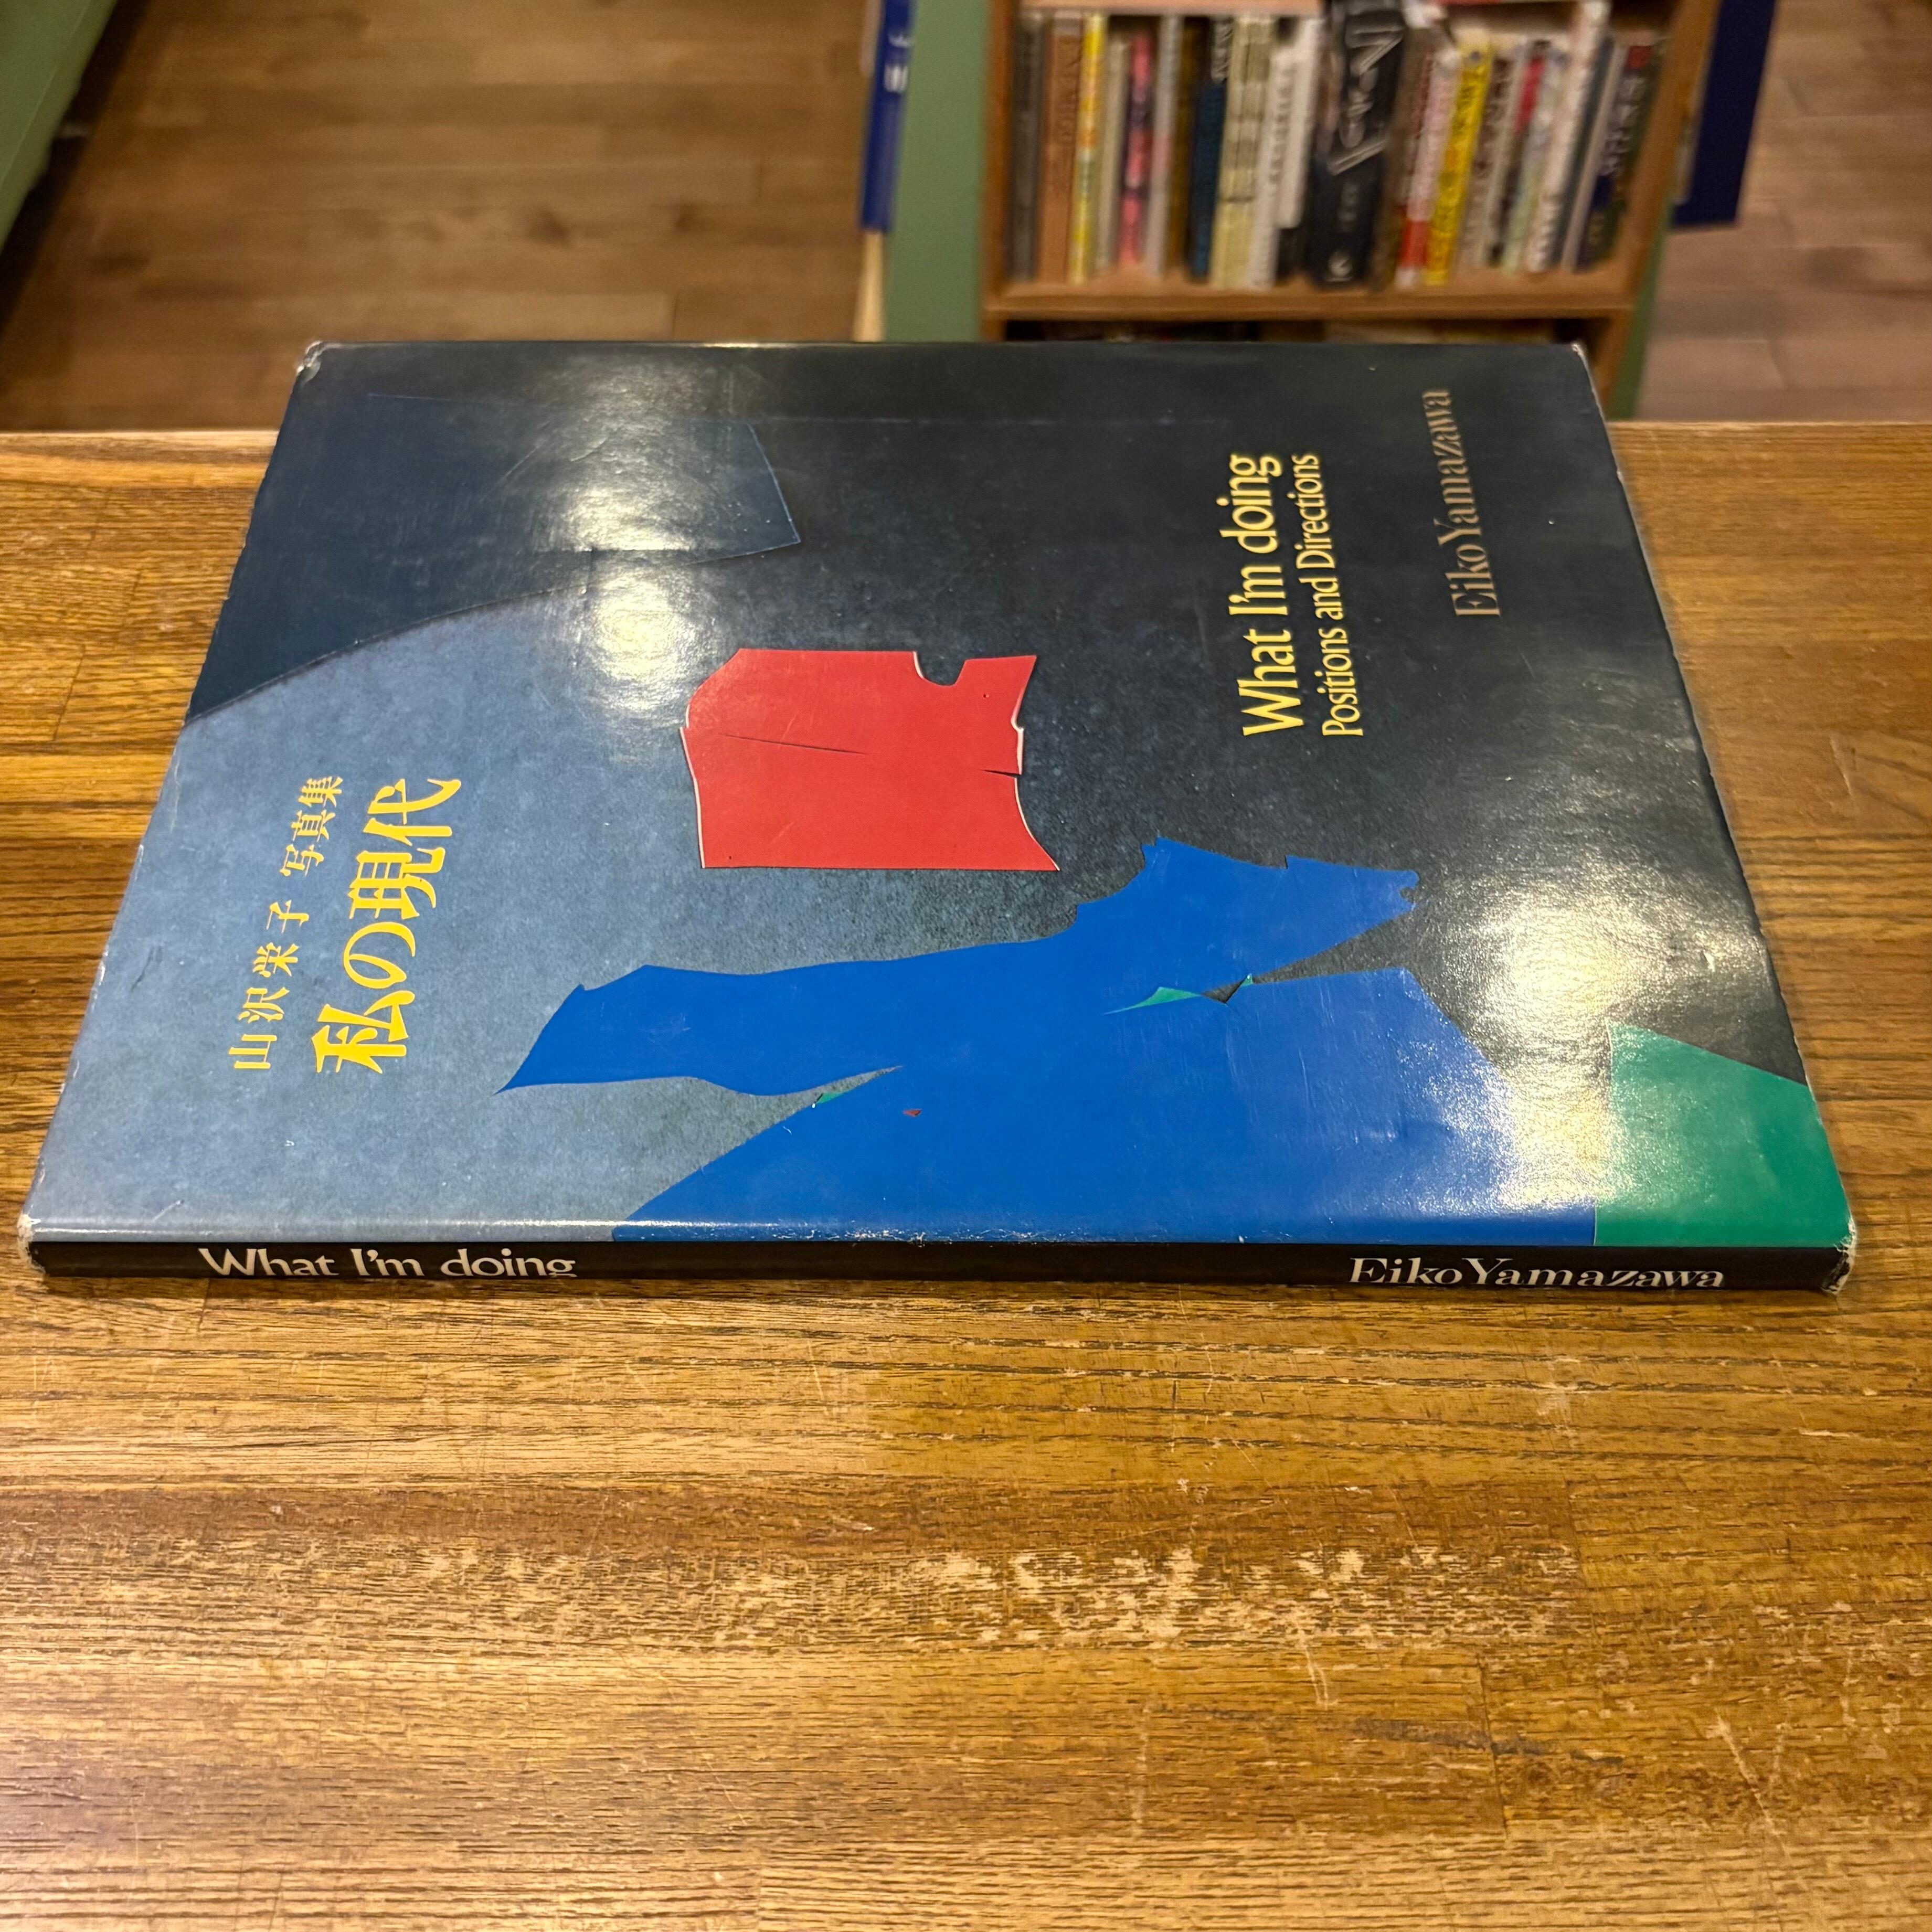 山沢栄子 写真集
私の現代
What I'm doing
Positions and Directions
Eiko Yamazawa
What I'm doing
Eiko Yamazawa